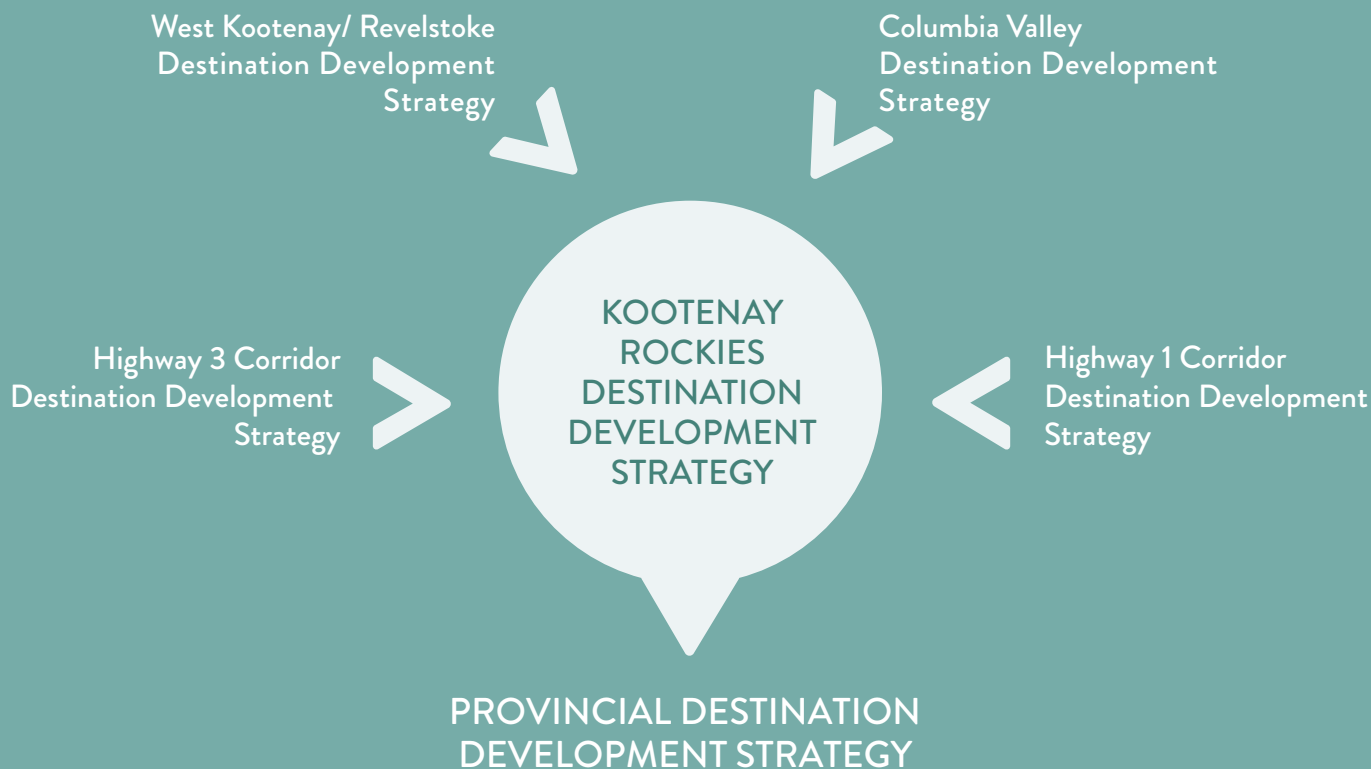 West Kootenay/ Revelstoke
Destination Development
Strategy
Columbia Valley
Destination Development
Strategy
KOOTENAY
ROCKIES
DESTINATION
DEVELOPMENT
STRATEGY
Highway 3 Corridor
Destination Development
Strategy
Highway 1 Corridor
Destination Development
Strategy
PROVINCIAL DESTINATION
DEVELOPMENT STRATEGY